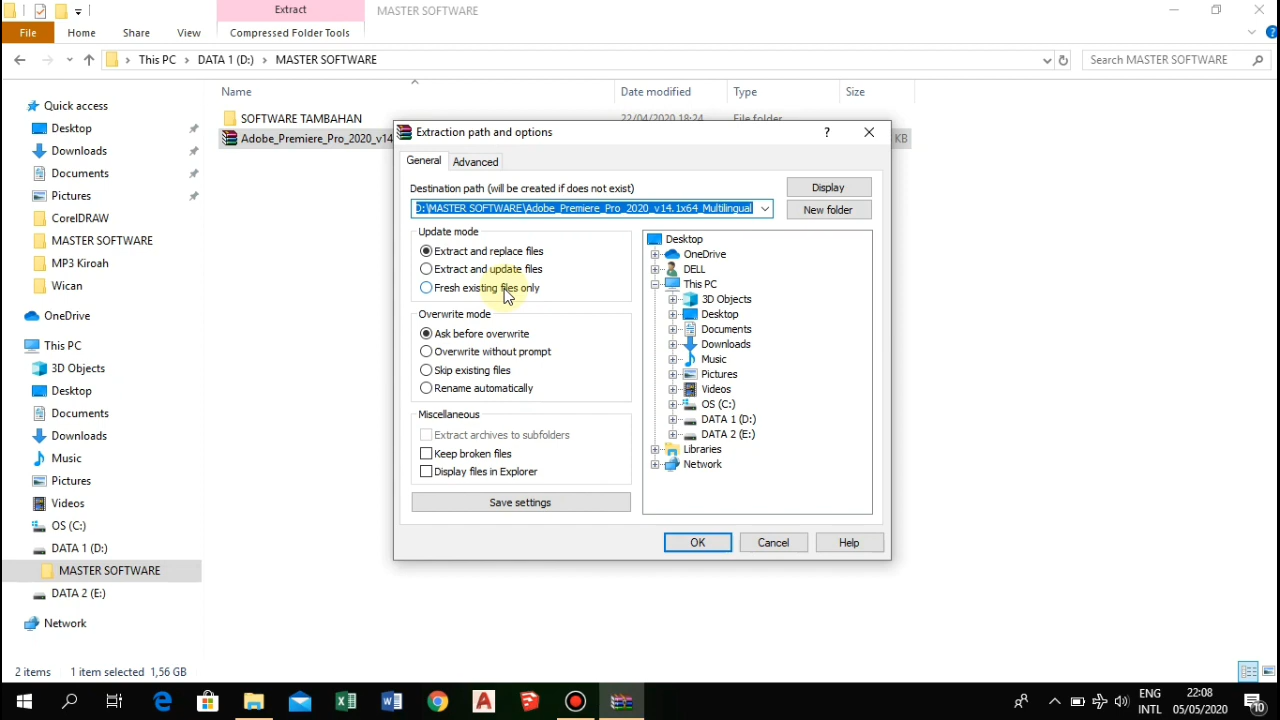 Extract
MASTER SOFTWARE
File
Home
Share
View
Compressed Folder Tools
This PC
DATA 1 (D:)
MASTER SOFTWARE
Search MASTER SOFTWARE
Name
Date modified
Type
Size
Quick access
Desktop
Downloads
Documents
Pictures
CorelDRAW
MASTER SOFTWARE
MP3 Kiroah
Wican
OneDrive
This PC
3D Objects
Desktop
Documents
Downloads
Music
Pictures
Videos
OS (C:)
DATA 1 (D:)
MASTER SOFTWARE
DATA 2 (E:)
Network
SOFTWARE TAMBAHAN
22/04/2020 18:24
File folder
Adobe_Premiere_Pro_2020_v14
KB
Extraction path and options
?
General
Advanced
Destination path (will be created if does not exist)
D:\MASTER SOFTWARE\Adobe_Premiere_Pro_2020_v14.1x64_Multilingual
Display
New folder
Update mode
Extract and replace files
Extract and update files
Fresh existing files only
Overwrite mode
Ask before overwrite
Overwrite without prompt
Skip existing files
Rename automatically
Miscellaneous
Extract archives to subfolders
Keep broken files
Display files in Explorer
Save settings
Desktop
OneDrive
DELL
This PC
3D Objects
Desktop
Documents
Downloads
Music
Pictures
Videos
OS (C:)
DATA 1 (D:)
DATA 2 (E:)
Libraries
Network
OK
Cancel
Help
2 items
1 item selected 1,56 GB
ENG
INTL
22:08
05/05/2020
10